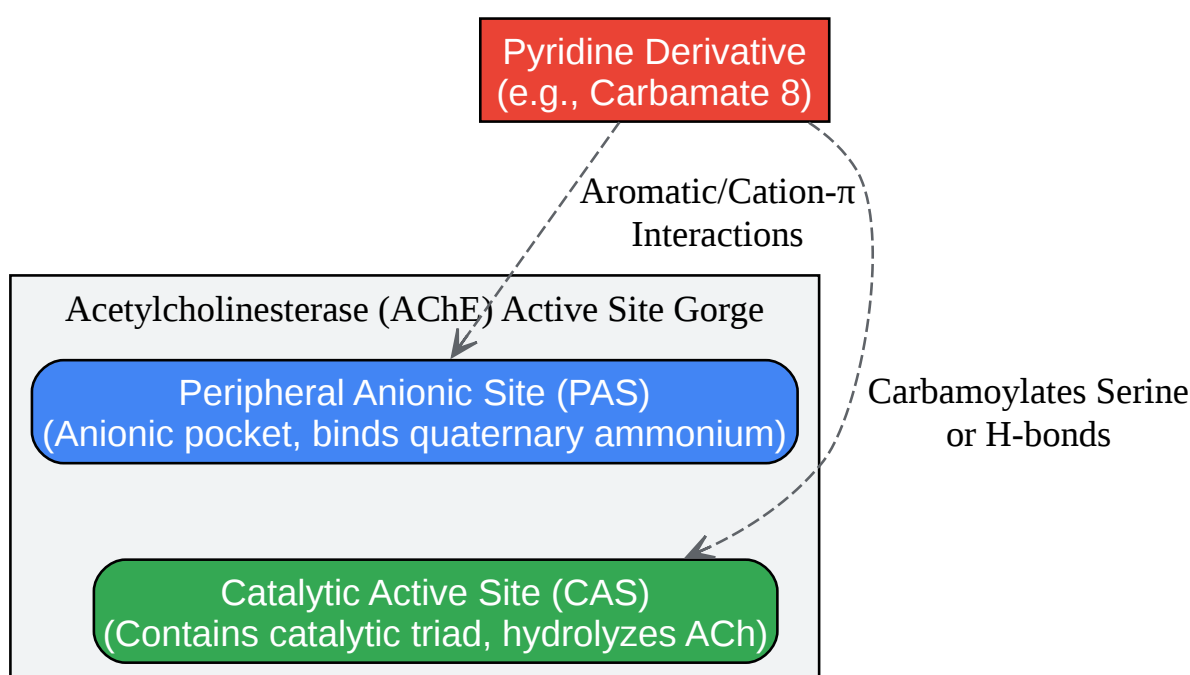 Pyridine Derivative
(e.g., Carbamate 8)
Aromatic/Cation-π
Interactions
Acetylcholinesterase (AChE) Active Site Gorge
Peripheral Anionic Site (PAS)
(Anionic pocket, binds quaternary ammonium)
Carbamoylates Serine
or H-bonds
Catalytic Active Site (CAS)
(Contains catalytic triad, hydrolyzes ACh)